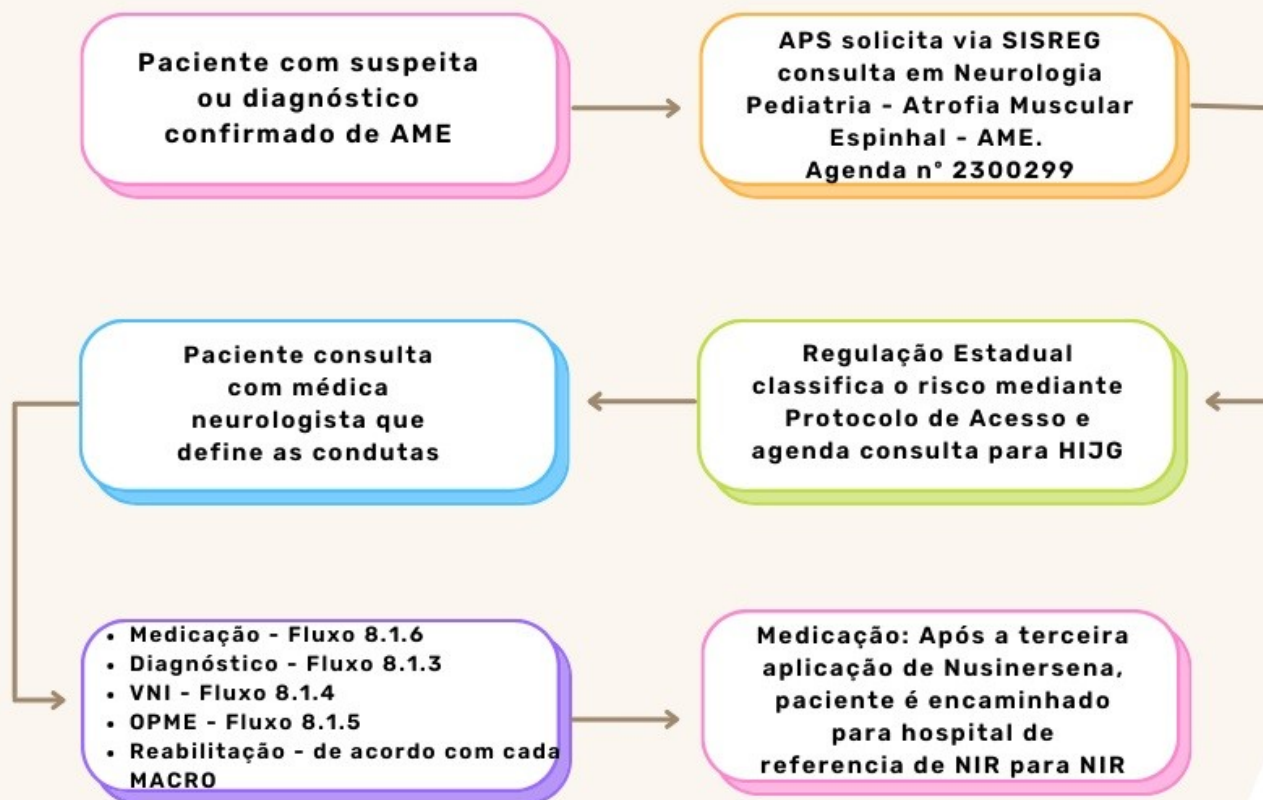 Paciente com suspeita
ou diagnóstico
confirmado de AME
APS solicita via SISREG
consulta em Neurologia
Pediatria - Atrofia Muscular
Espinhal - AME.
Agenda n° 2300299
Regulação Estadual
classifica o risco mediante
Protocolo de Acesso e
agenda consulta para HIJG
Paciente consulta
com médica
neurologista que
define as condutas
• Medicação - Fluxo 8.1.6
• Diagnóstico - Fluxo 8.1.3
• VNI - Fluxo 8.1.4
• OPME - Fluxo 8.1.5
• Reabilitação - de acordo com cada
MACRO
Medicação: Após a terceira
aplicação de Nusinersena,
paciente é encaminhado
para hospital de
referencia de NIR para NIR